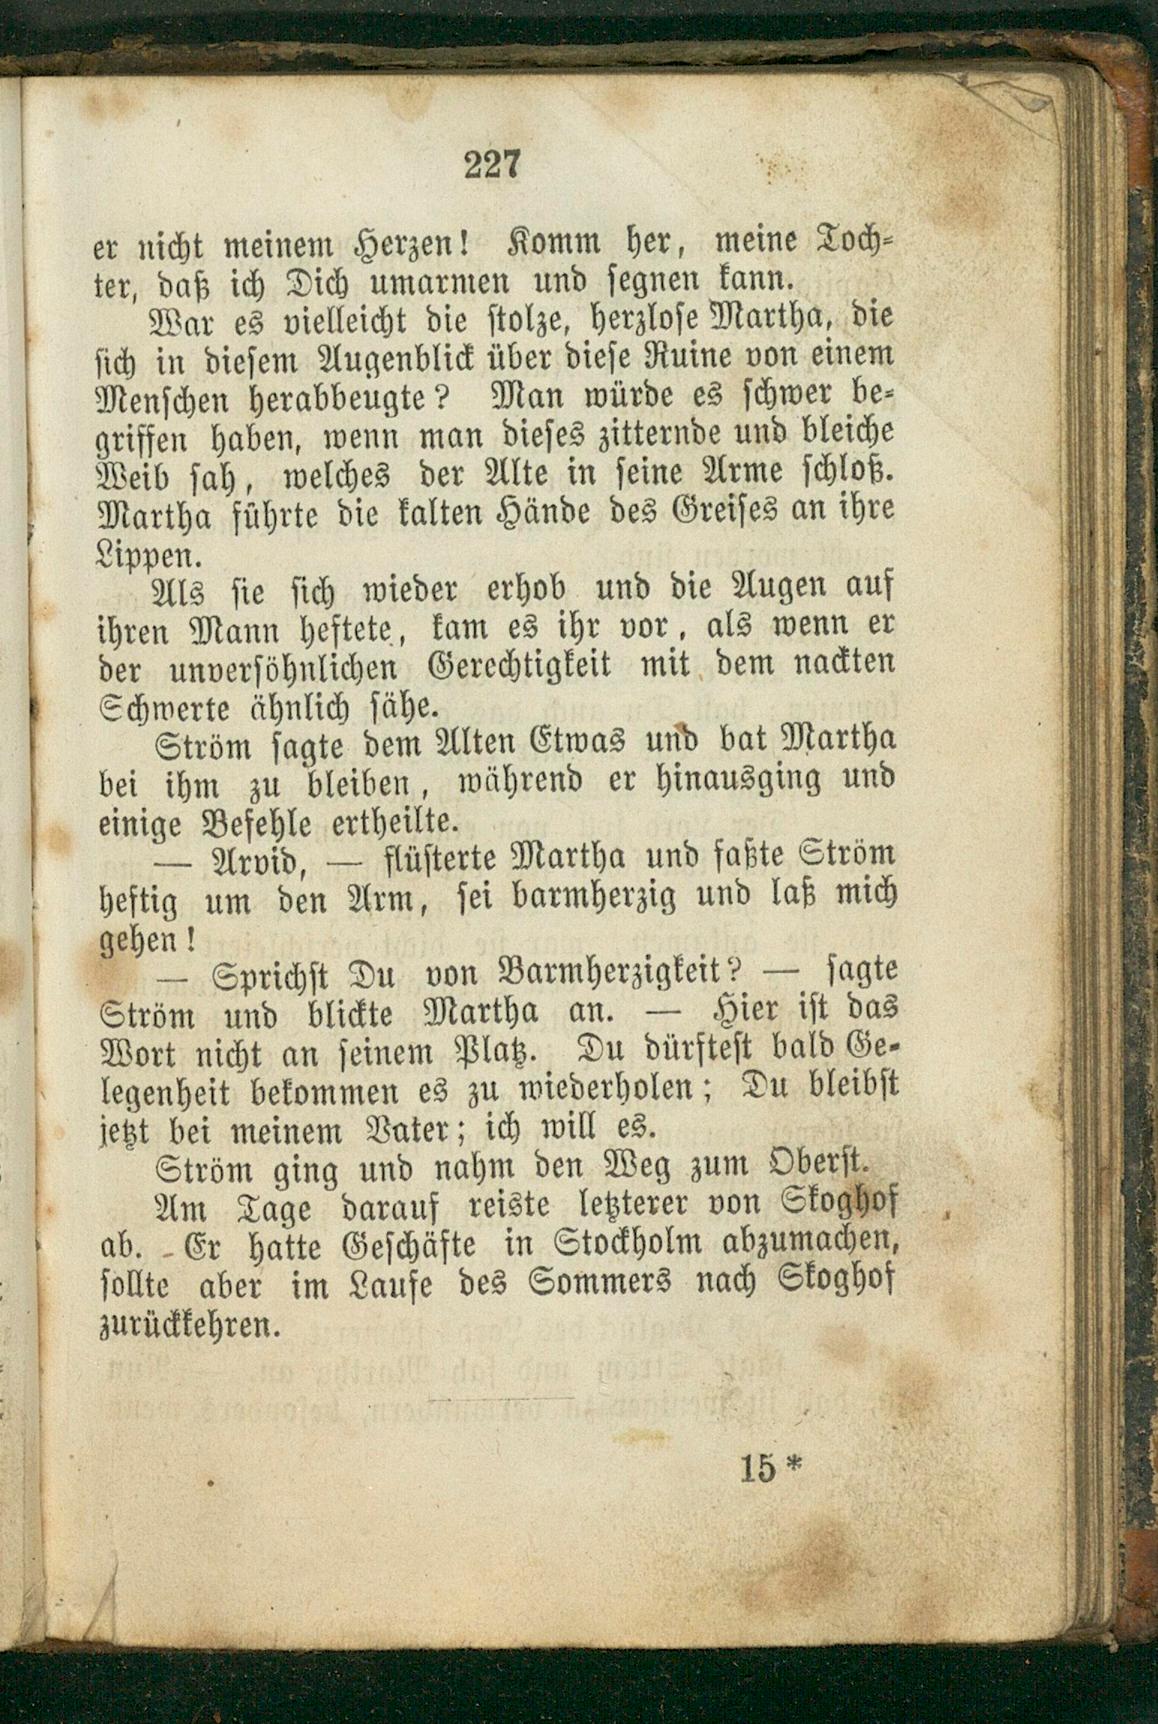 227
er nicht meinem Herzen! Komm her, meine Toch-
ter, daß ich Dich umarmen und segnen kann.
War es vielleicht die stolze, herzlose Martha, die
sich in diesem Augenblick über diese Ruine von einem
Menschen herabbeugte? Man würde es schwer be-
griffen haben, wenn man dieses zitternde und bleiche
Weib sah, welches der Alte in seine Arme schloß.
Martha führte die kalten Hände des Greises an ihre
Lippen.
Als sie sich wieder erhob und die Augen auf
ihren Mann heftete, kam es ihr vor, als wenn er
der unversöhnlichen Gerechtigkeit mit dem nackten
Schwerte ähnlich sähe.
Ström sagte dem Alten Etwas und bat Martha
bei ihm zu bleiben, während er hinausging und
einige Befehle ertheilte.
— Arvid, — flüsterte Martha und faßte Ström
heftig um den Arm, sei barmherzig und laß mich
gehen!
— Sprichst Du von Barmherzigkeit? — sagte
Ström und blickte Martha an. — Hier ist das
Wort nicht an seinem Platz. Du dürftest bald Ge-
legenheit bekommen es zu wiederholen; Du bleibst
jetzt bei meinem Vater; ich will es.
Ström ging und nahm den Weg zum Oberst.
Am Tage darauf reiste letzterer von Skoghof
ab. Er hatte Geschäfte in Stockholm abzumachen,
sollte aber im Laufe des Sommers nach Skoghof
zurückkehren.
15*